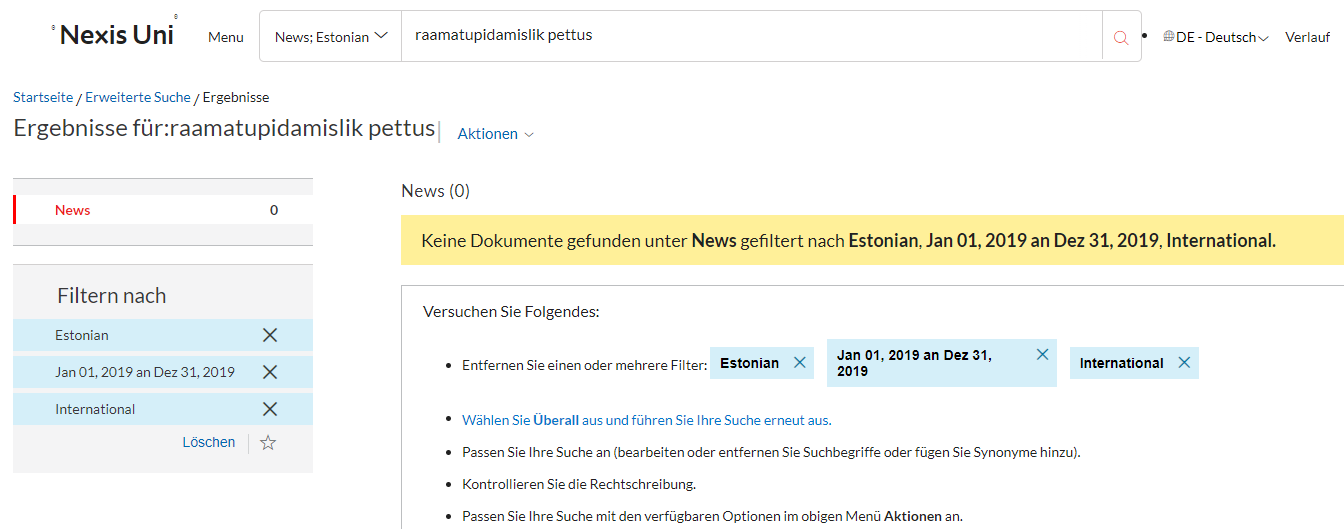 ® Nexis Uni ® Menu News; Estonian raamatupidamislik pettus DE - Deutsch Verlauf
Startseite / Erweiterte Suche / Ergebnisse
Ergebnisse für:raamatupidamislik pettus Aktionen
News 0
News (0)
Keine Dokumente gefunden unter News gefiltert nach Estonian, Jan 01, 2019 an Dez 31, 2019, International.
Filtern nach
Estonian
Jan 01, 2019 an Dez 31, 2019
International
Löschen
Versuchen Sie Folgendes:
Entfernen Sie einen oder mehrere Filter: Estonian Jan 01, 2019 an Dez 31,
2019 International
Wählen Sie Überall aus und führen Sie Ihre Suche erneut aus.
Passen Sie Ihre Suche an (bearbeiten oder entfernen Sie Suchbegriffe oder fügen Sie Synonyme hinzu).
Kontrollieren Sie die Rechtschreibung.
Passen Sie Ihre Suche mit den verfügbaren Optionen im obigen Menü Aktionen an.